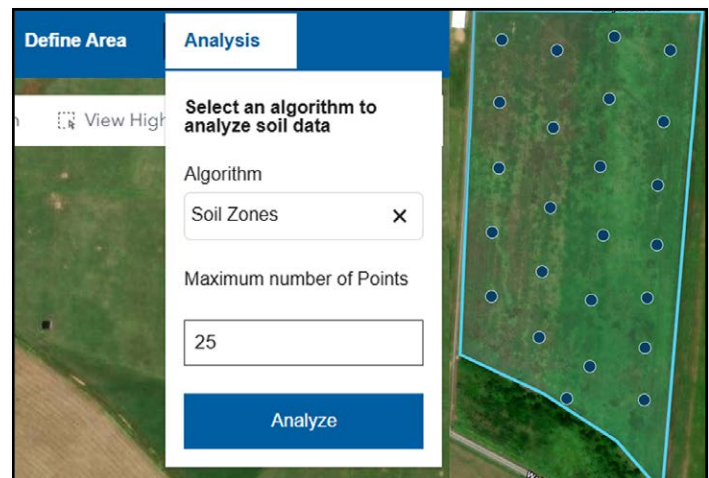 Define Area
Analysis
View High
Select an algorithm to
analyze soil data
Algorithm
Soil Zones
Maximum number of Points
25
Analyze